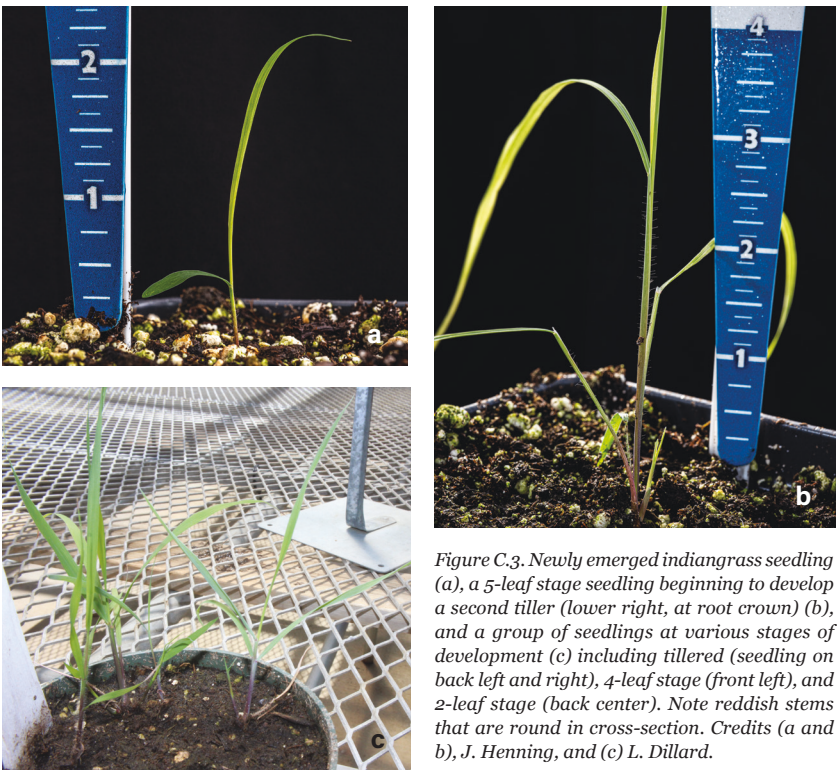 2
1
a
4
3
2
1
b
c
Figure C.3. Newly emerged indiangrass seedling
(a), a 5-leaf stage seedling beginning to develop
a second tiller (lower right, at root crown) (b),
and a group of seedlings at various stages of
development (c) including tillered (seedling on
back left and right), 4-leaf stage (front left), and
2-leaf stage (back center). Note reddish stems
that are round in cross-section. Credits (a and
b), J. Henning, and (c) L. Dillard.